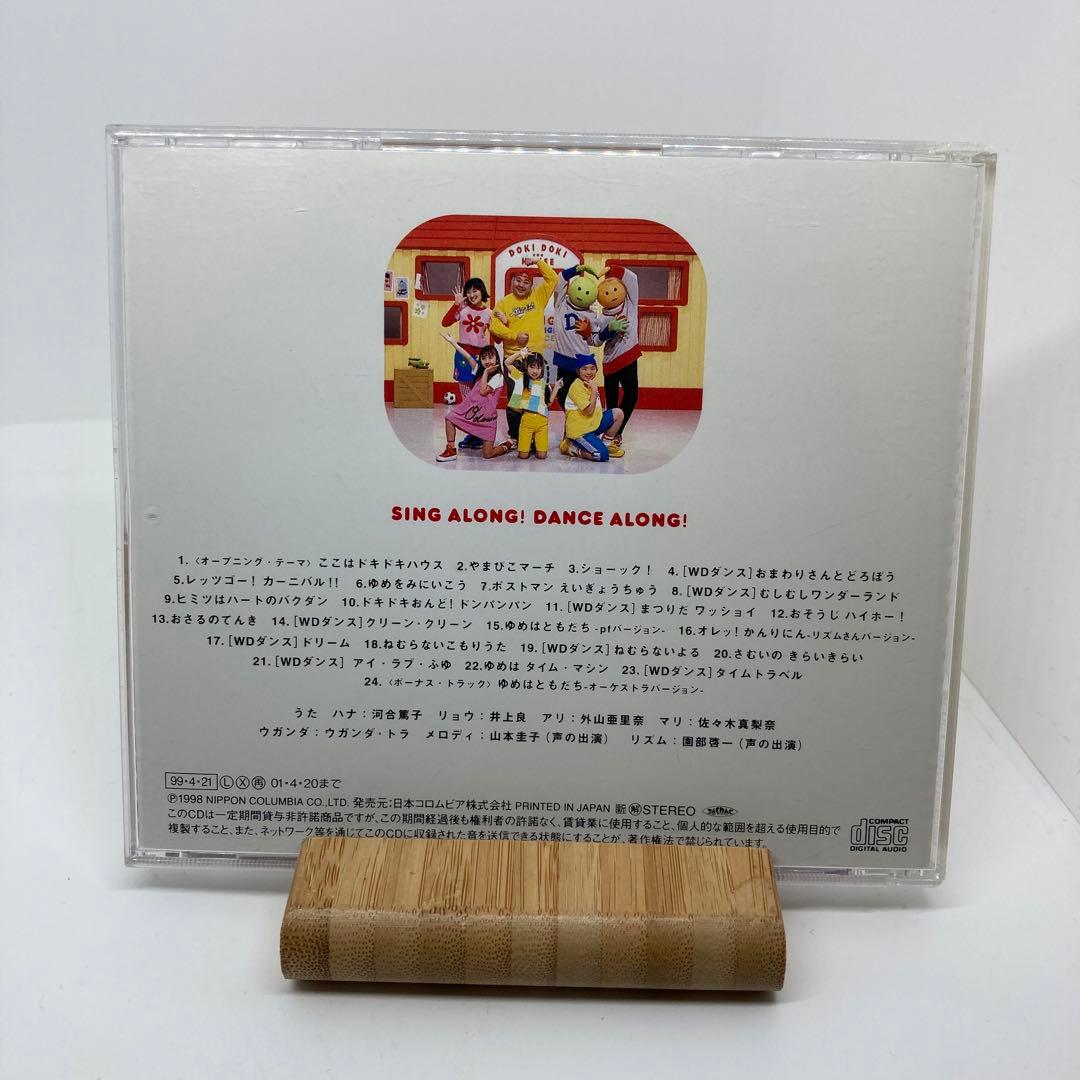 DOKI DOKI
HOUSE
D
SING ALONG! DANCE ALONG!
1.〈オープニング・テーマ〉ここはドキドキハウス 2.やまびこマーチ 3.ショーック! 4.[WDダンス]おまわりさんとどろぼう
5.レッツゴー! カーニバル!! 6.ゆめをみにいこう 7.ポストマン えいぎょうちゅう 8.[WDダンス]むしむしワンダーランド
9.ヒミツはハートのバクダン 10.ドキドキおんど!ドンパンパン 11.[WDダンス]まつりだ ワッショイ 12.おそうじ ハイホー!
13.おさるのてんき 14.[WDダンス]クリーン・クリーン 15.ゆめはともだち-pfバージョン- 16.オレッ!かんりにん-リズムさんバージョン-
17.[WDダンス]ドリーム 18.ねむらないこもりうた 19.[WDダンス]ねむらないよる 20.さむいの きらいきらい
21.[WDダンス] アイ・ラブ・ふゆ 22.ゆめは タイム・マシン 23.[WDダンス]タイムトラベル
24.〈ボーナス・トラック〉ゆめはともだち-オーケストラバージョン-
うた ハナ:河合篤子 リョウ:井上良 アリ:外山亜里奈 マリ:佐々木真梨奈
ウガンダ:ウガンダ・トラ メロディ:山本圭子(声の出演) リズム:園部啓一(声の出演)
99・4・21 Ⓛ Ⓧ ㊮ 01・4・20まで
Ⓟ1998 NIPPON COLUMBIA CO.,LTD. 発売元:日本コロムビア株式会社 PRINTED IN JAPAN STEREO
このCDは一定期間貸与非許諾商品ですが、この期間経過後も権利者の許諾なく、賃貸業に使用すること、個人的な範囲を超える使用目的で
複製すること、また、ネットワーク等を通じてこのCDに収録された音を送信できる状態にすることが、著作権法で禁じられています。
COMPACT
disc
DIGITAL AUDIO